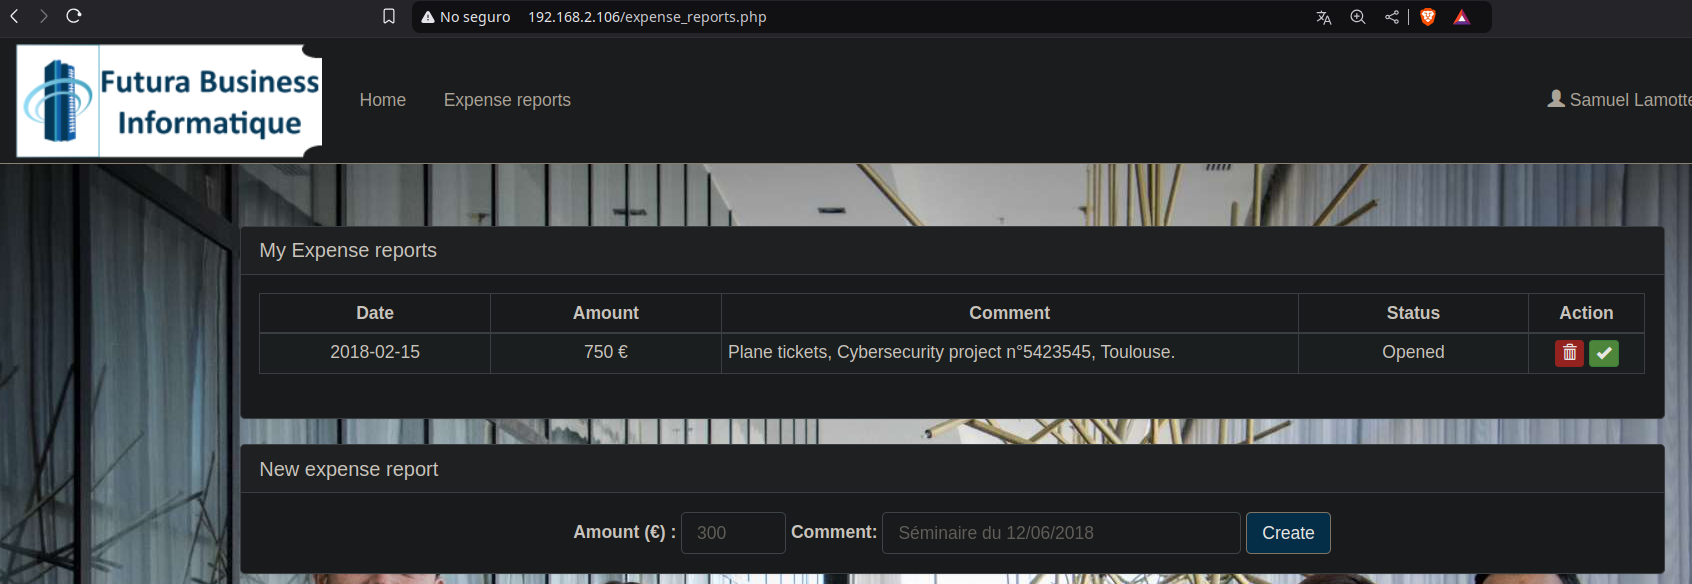 No seguro 192.168.2.106/expense_reports.php
Futura Business
Informatique
Home Expense reports
Samuel Lamotte
My Expense reports
Date Amount Comment Status Action
2018-02-15 750 € Plane tickets, Cybersecurity project n°5423545, Toulouse. Opened
New expense report
Amount (€) : 300 Comment: Séminaire du 12/06/2018 Create